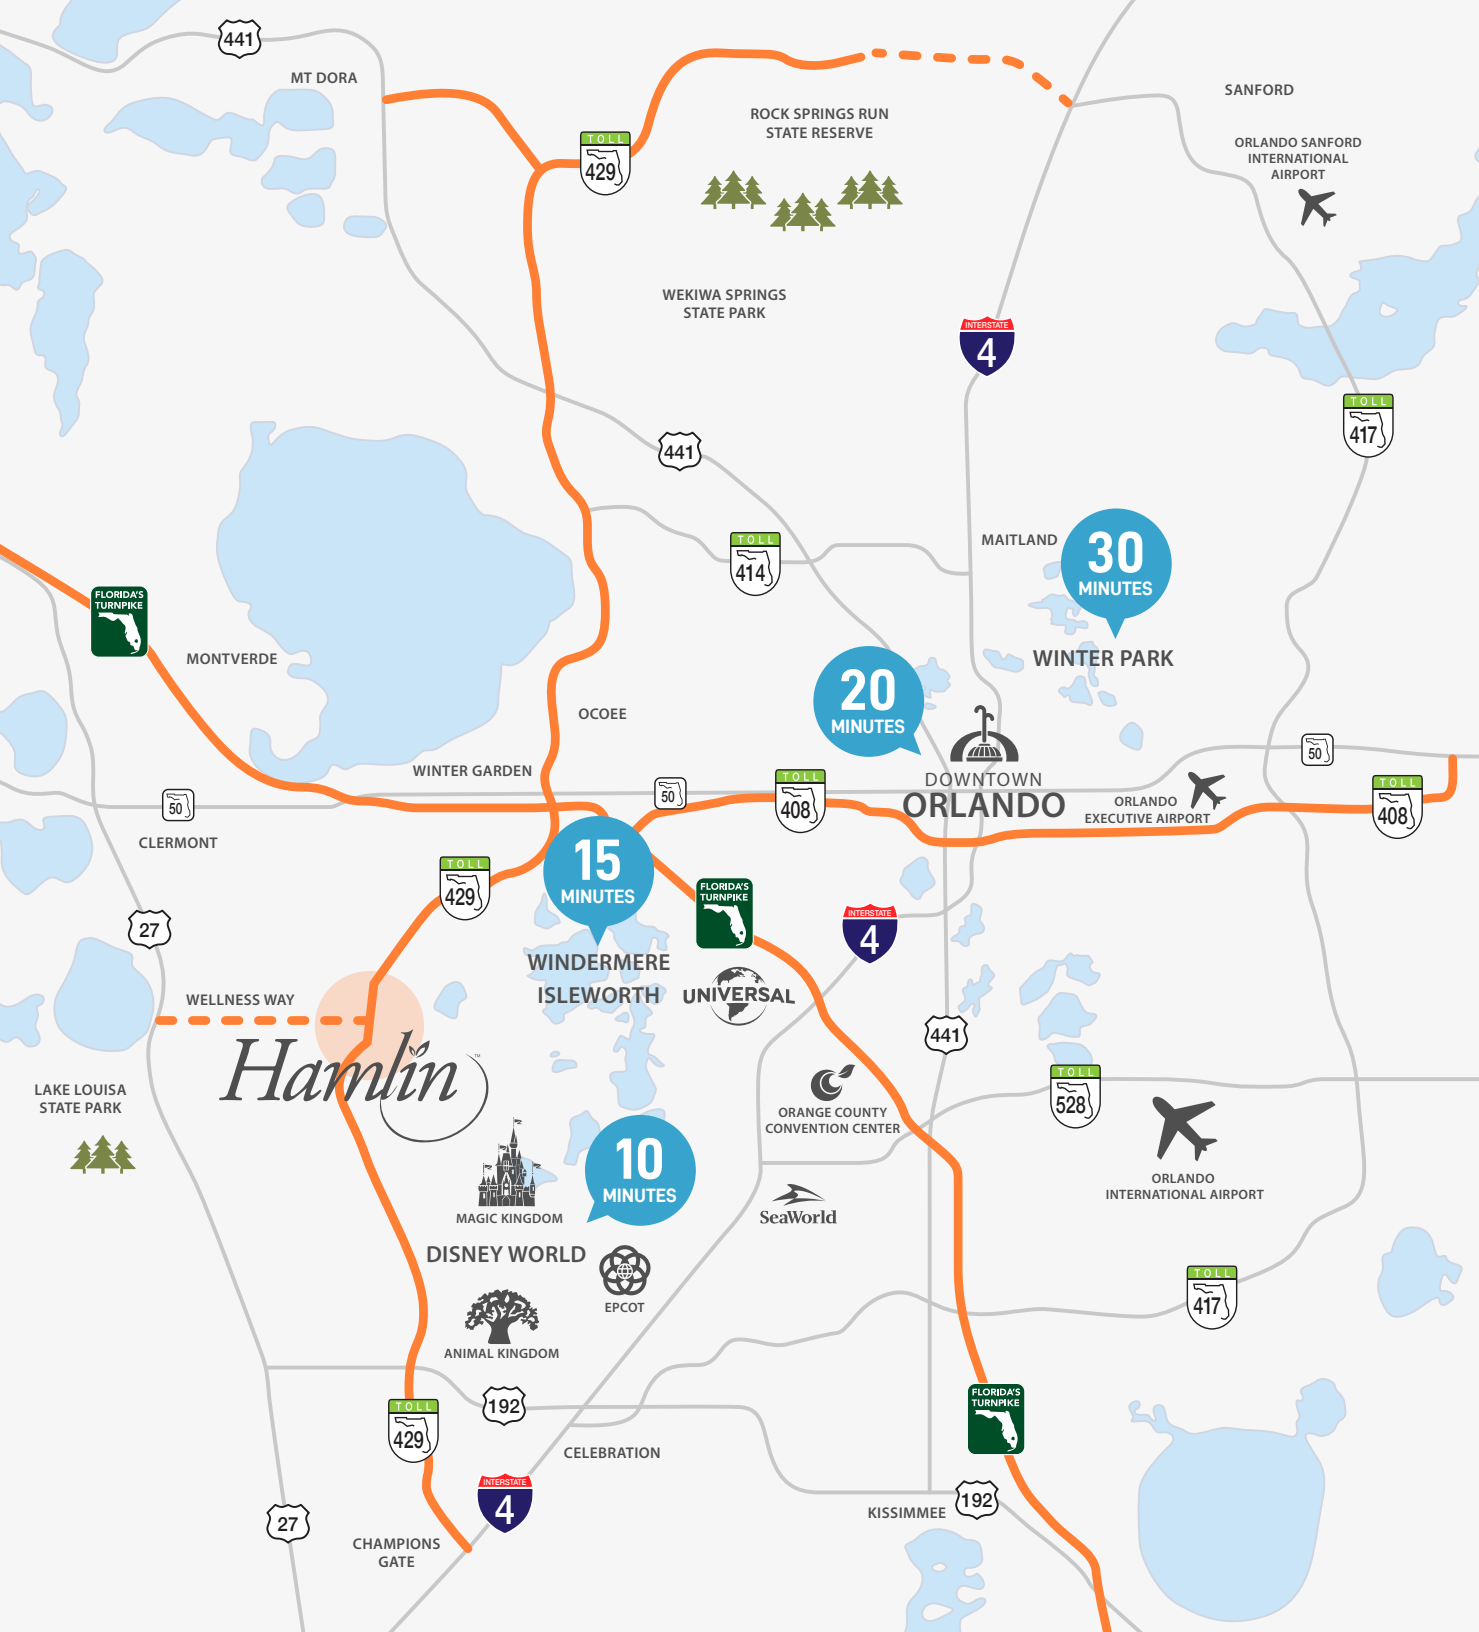 441
MT DORA
TOLL
429
ROCK SPRINGS RUN
STATE RESERVE
SANFORD
ORLANDO SANFORD
INTERNATIONAL
AIRPORT
WEKIWA SPRINGS
STATE PARK
INTERSTATE
4
TOLL
417
441
TOLL
414
MAITLAND
30
MINUTES
WINTER PARK
FLORIDA'S
TURNPIKE
MONTVERDE
20
MINUTES
OCOEE
WINTER GARDEN
50
CLERMONT
50
TOLL
408
DOWNTOWN
ORLANDO
ORLANDO
EXECUTIVE AIRPORT
50
TOLL
408
15
MINUTES
WINDERMERE
ISLEWORTH
TOLL
429
FLORIDA'S
TURNPIKE
INTERSTATE
4
27
WELLNESS WAY
UNIVERSAL
Hamlin™
441
LAKE LOUISA
STATE PARK
ORANGE COUNTY
CONVENTION CENTER
TOLL
528
ORLANDO
INTERNATIONAL AIRPORT
10
MINUTES
MAGIC KINGDOM
DISNEY WORLD
SeaWorld
EPCOT
ANIMAL KINGDOM
TOLL
417
192
TOLL
429
CELEBRATION
FLORIDA'S
TURNPIKE
INTERSTATE
4
27
CHAMPIONS
GATE
KISSIMMEE
192